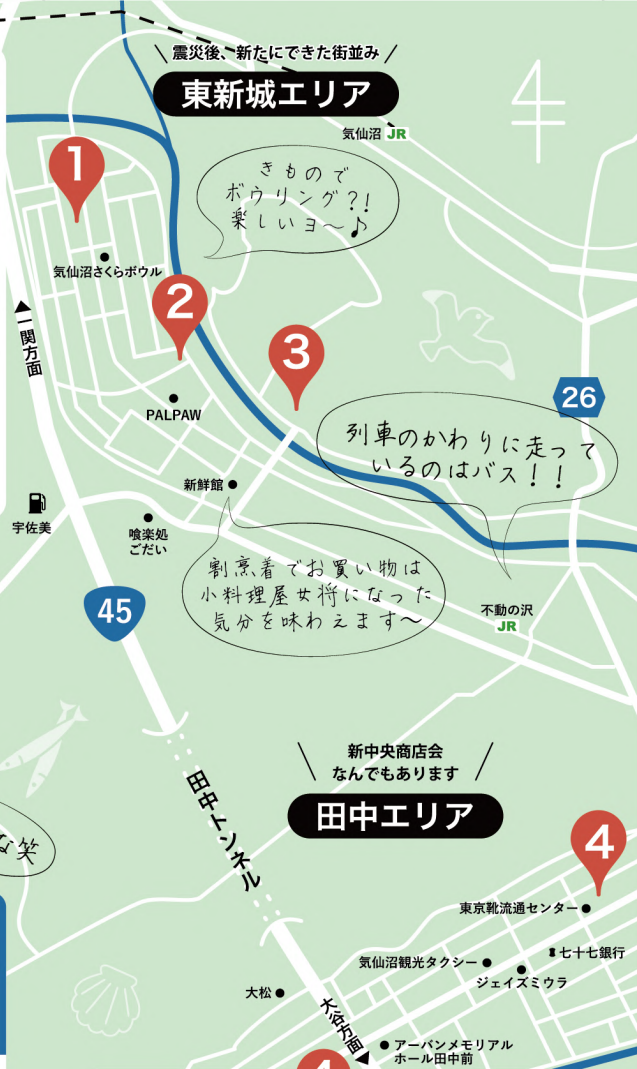 震災後、新たにできた街並み
東新城エリア
気仙沼 JR
1
きもので
ボウリング?!
楽しいヨ〜♪
気仙沼さくらボウル
2
一関方面
3
PALPAW
26
列車のかわりに走って
いるのはバス!!
新鮮館
宇佐美
喰楽処
ごだい
割烹着でお買い物は
小料理屋女将になった
気分を味わえます〜
45
不動の沢
JR
新中央商店会
なんでもあります
田中エリア
田中トンネル
な笑
4
東京靴流通センター
七十七銀行
気仙沼観光タクシー
ジェイズミウラ
大松
大谷方面
アーバンメモリアル
ホール田中前